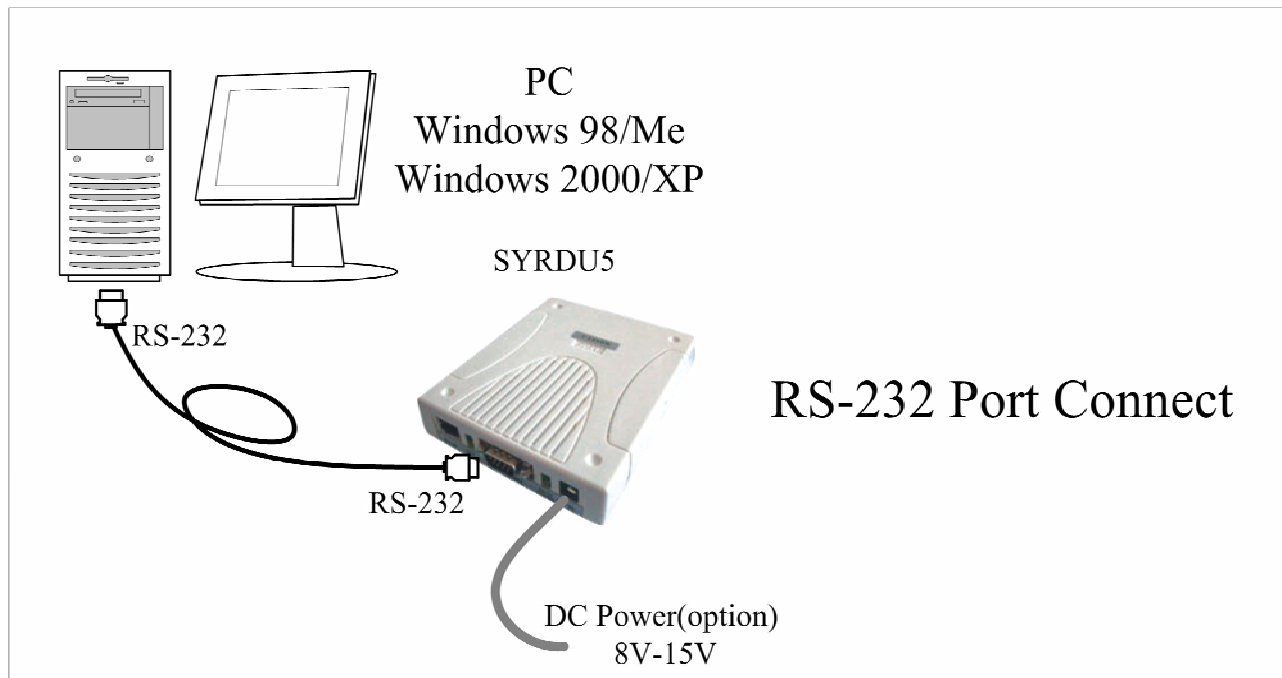 PC
Windows 98/Me
Windows 2000/XP
SYRDU5
RS-232
RS-232 Port Connect
RS-232
DC Power(option)
8V-15V